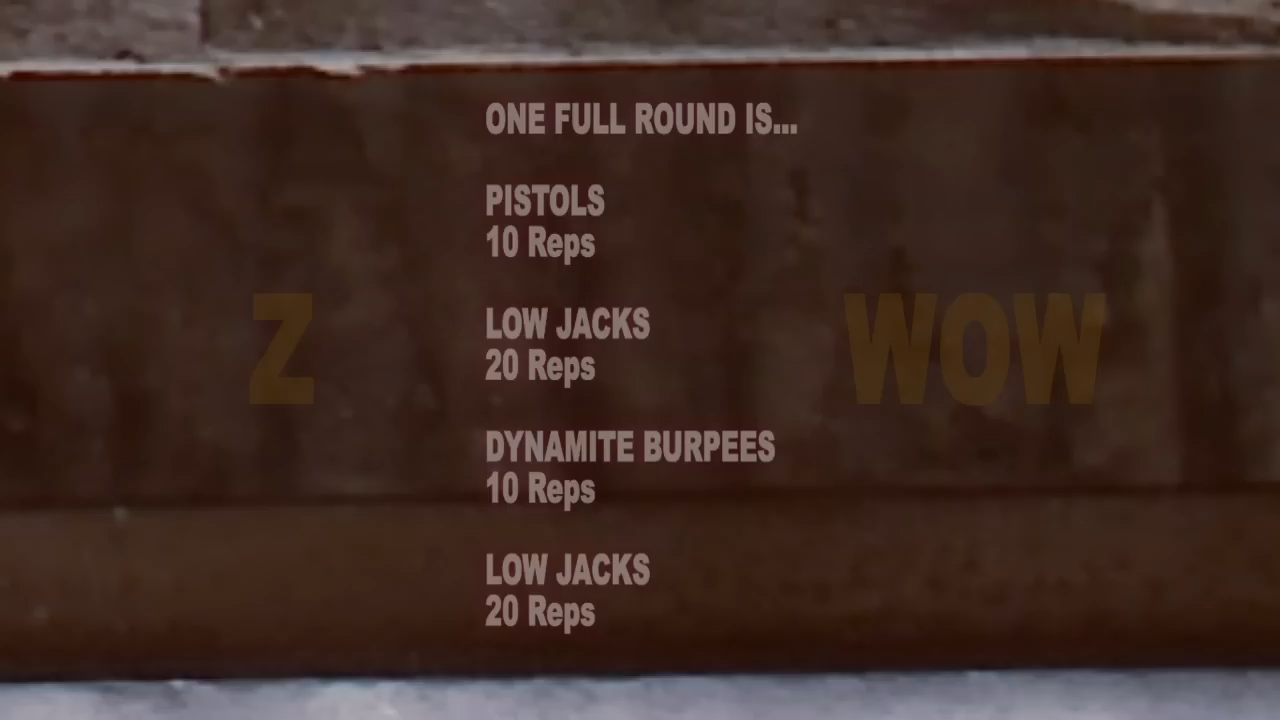 ONE FULL ROUND IS...
PISTOLS
10 Reps
LOW JACKS
20 Reps
Z WOW
DYNAMITE BURPEES
10 Reps
LOW JACKS
20 Reps